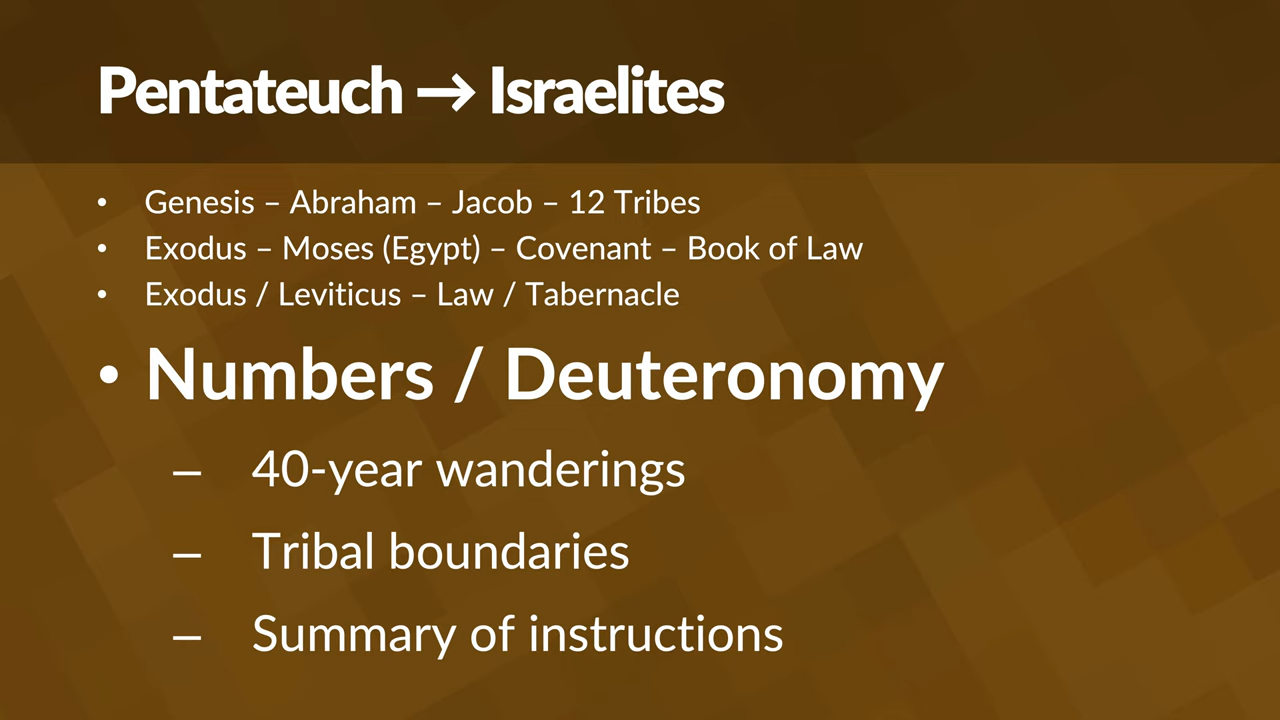 Pentateuch → Israelites
• Genesis – Abraham – Jacob – 12 Tribes
• Exodus – Moses (Egypt) – Covenant – Book of Law
• Exodus / Leviticus – Law / Tabernacle
• Numbers / Deuteronomy
– 40-year wanderings
– Tribal boundaries
– Summary of instructions